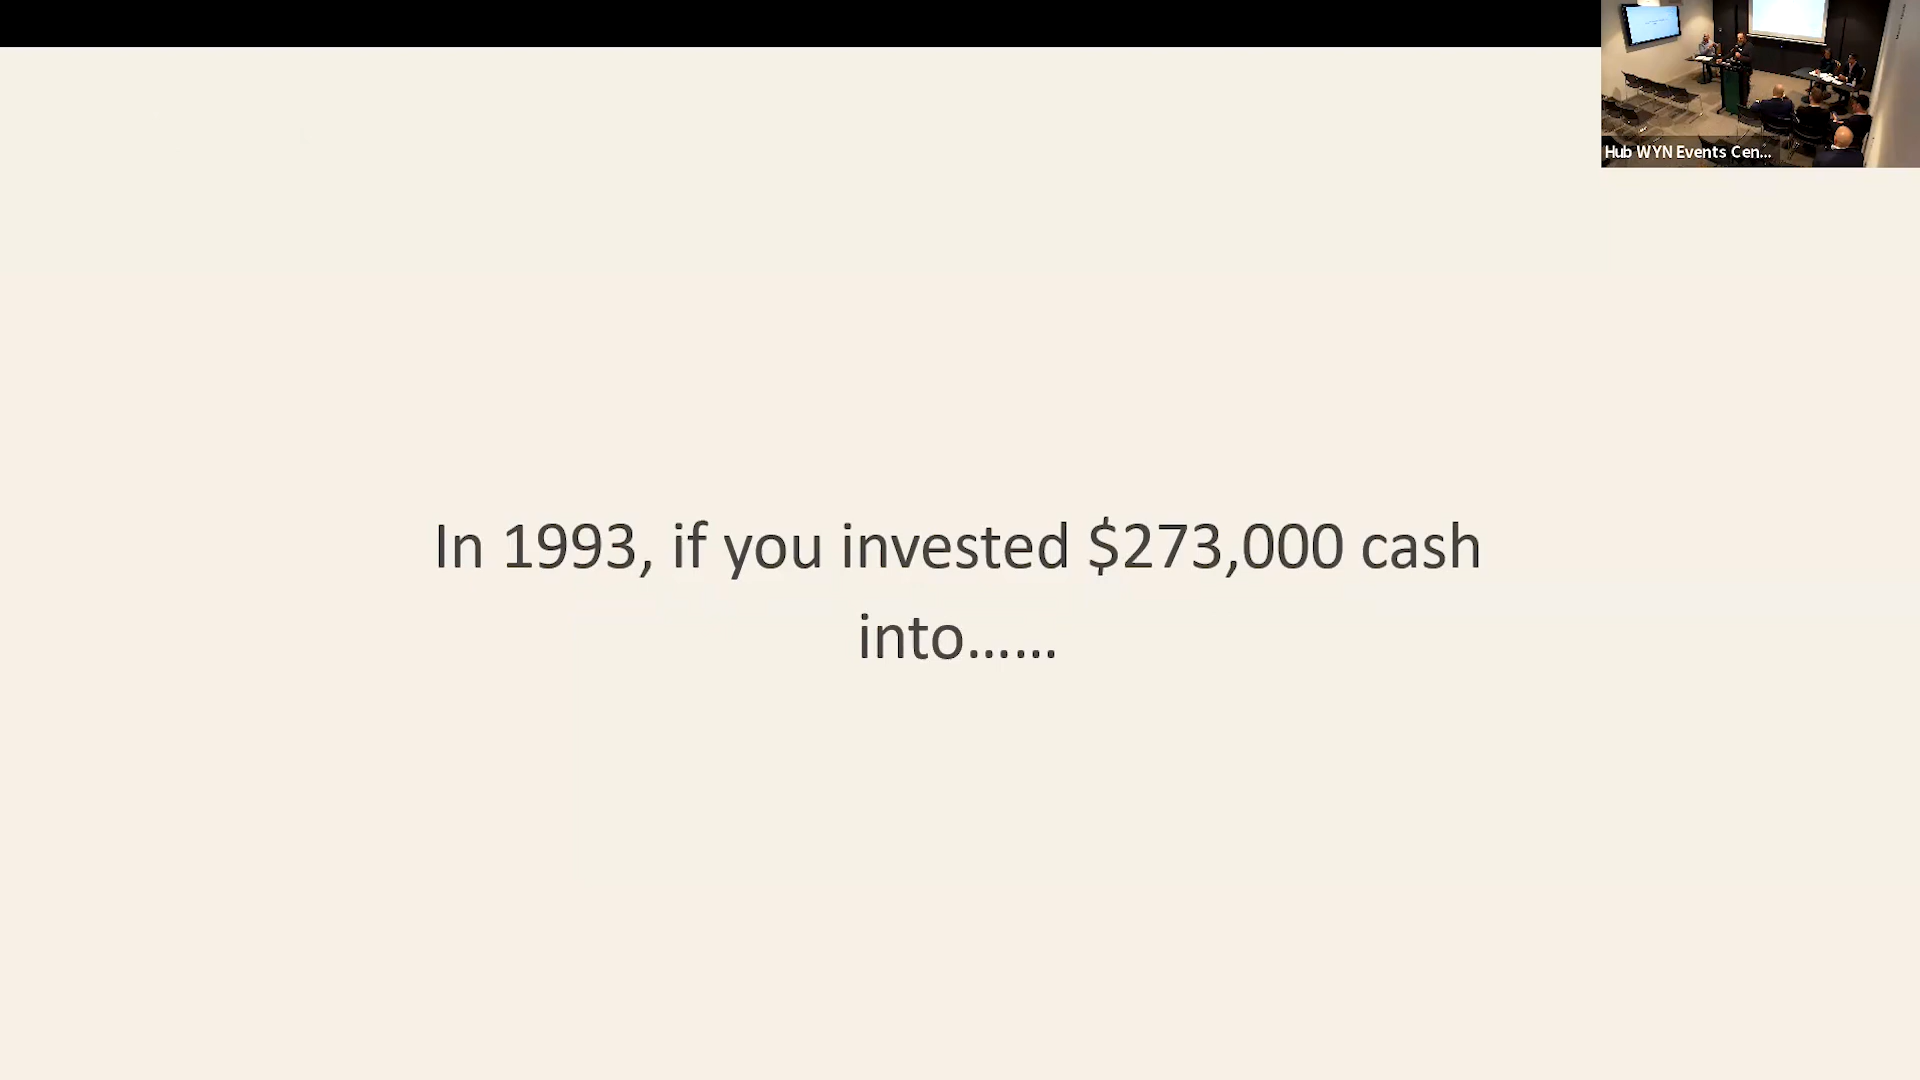 Hub WYN Events Cen...
In 1993, if you invested $273,000 cash
into......